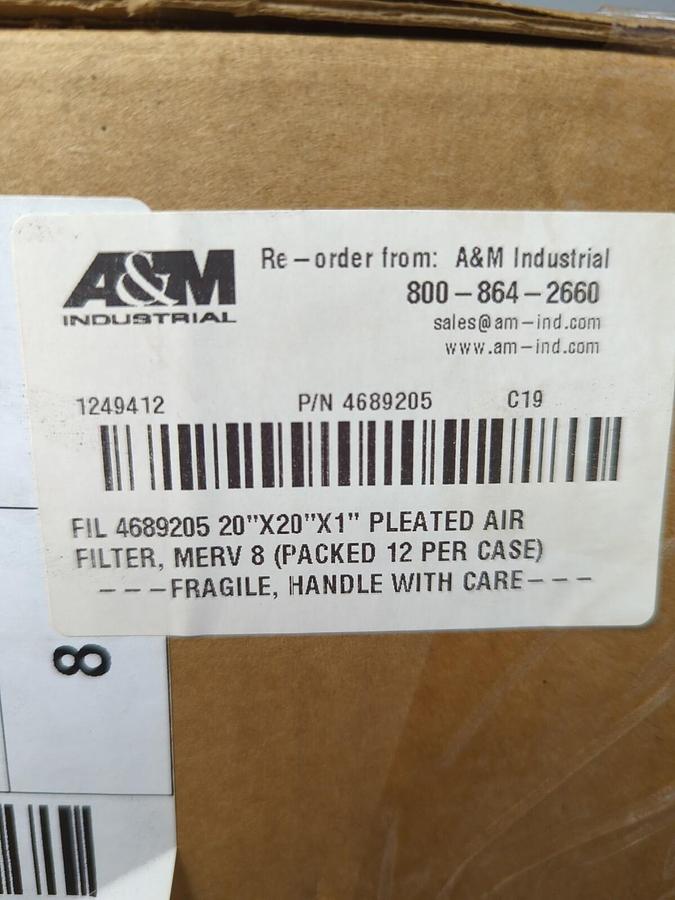 A&M
INDUSTRIAL
Re-order from: A&M Industrial
800-864-2660
sales@am-ind.com
www.am-ind.com
1249412 P/N 4689205 C19
FIL 4689205 20"X20"X1" PLEATED AIR
FILTER, MERV 8 (PACKED 12 PER CASE)
---FRAGILE, HANDLE WITH CARE---
8